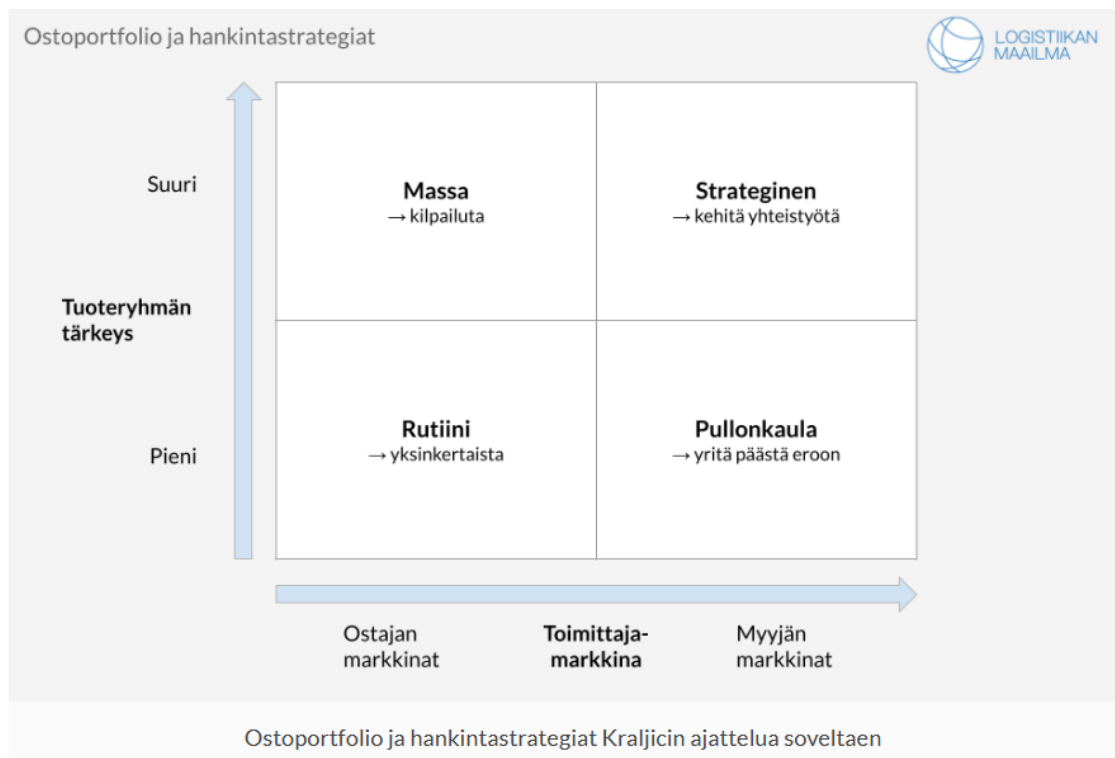 Ostoportfolio ja hankintastrategiat
LOGISTIIKAN
MAAILMA
Suuri
Massa
→ kilpailuta
Strateginen
→ kehitä yhteistyötä
Tuoteryhmän
tärkeys
Pieni
Rutiini
→ yksinkertaista
Pullonkaula
→ yritä päästä eroon
Ostajan
markkinat
Toimittaja-
markkina
Myyjän
markkinat
Ostoportfolio ja hankintastrategiat Kraljicin ajattelua soveltaen